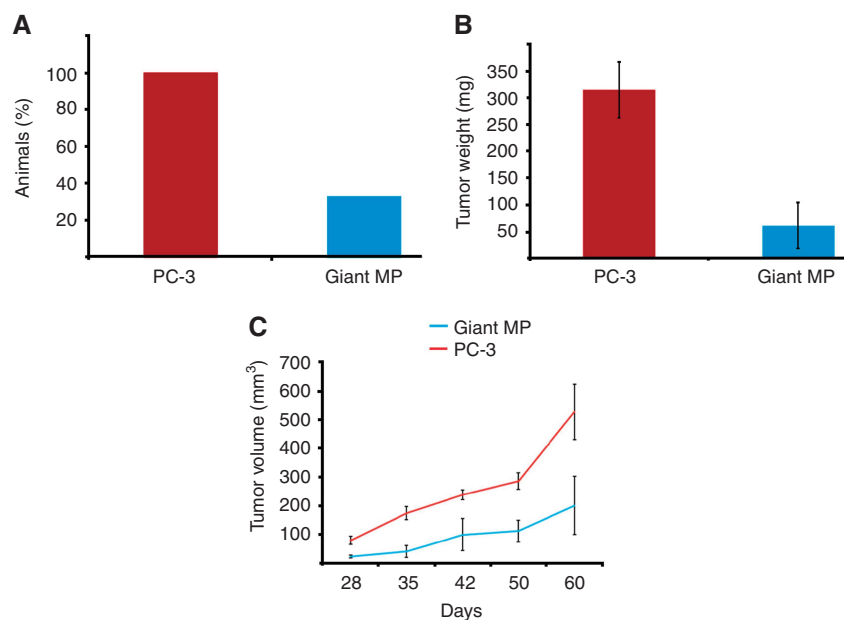 A
Animals (%)
100
80
60
40
20
PC-3
Giant MP
B
Tumor weight (mg)
350
300
250
200
150
100
50
PC-3
Giant MP
C
Giant MP
PC-3
Tumor volume (mm³)
700
600
500
400
300
200
100
28 35 42 50 60
Days